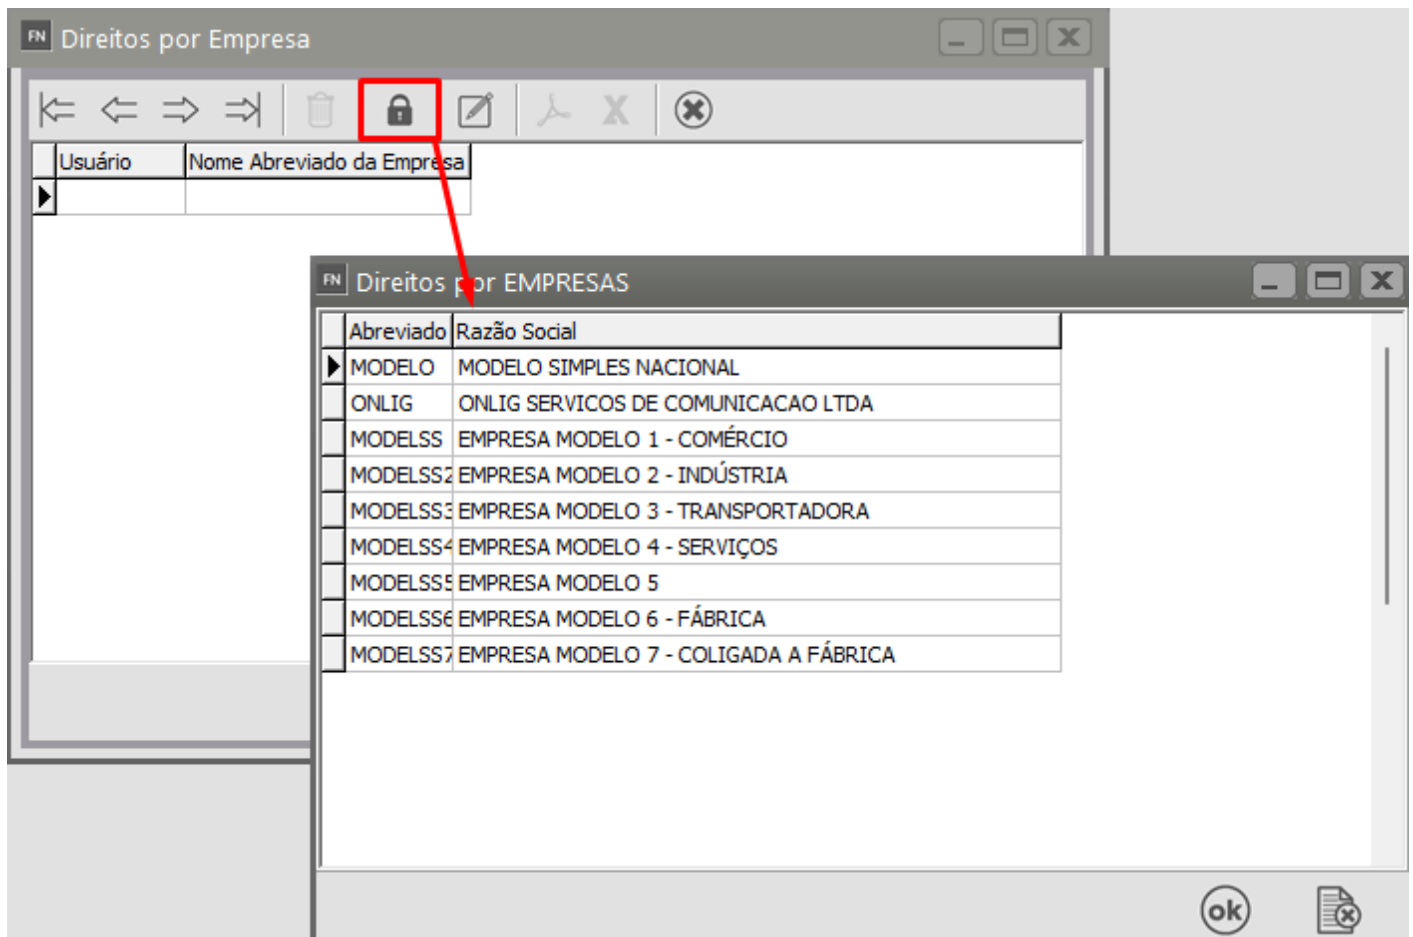 FN Direitos por Empresa
Usuário Nome Abreviado da Empresa
FN Direitos por EMPRESAS
Abreviado Razão Social
MODELO MODELO SIMPLES NACIONAL
ONLIG ONLIG SERVICOS DE COMUNICACAO LTDA
MODELSS EMPRESA MODELO 1 - COMÉRCIO
MODELSS2 EMPRESA MODELO 2 - INDÚSTRIA
MODELSS3 EMPRESA MODELO 3 - TRANSPORTADORA
MODELSS4 EMPRESA MODELO 4 - SERVIÇOS
MODELSS5 EMPRESA MODELO 5
MODELSS6 EMPRESA MODELO 6 - FÁBRICA
MODELSS7 EMPRESA MODELO 7 - COLIGADA A FÁBRICA
ok